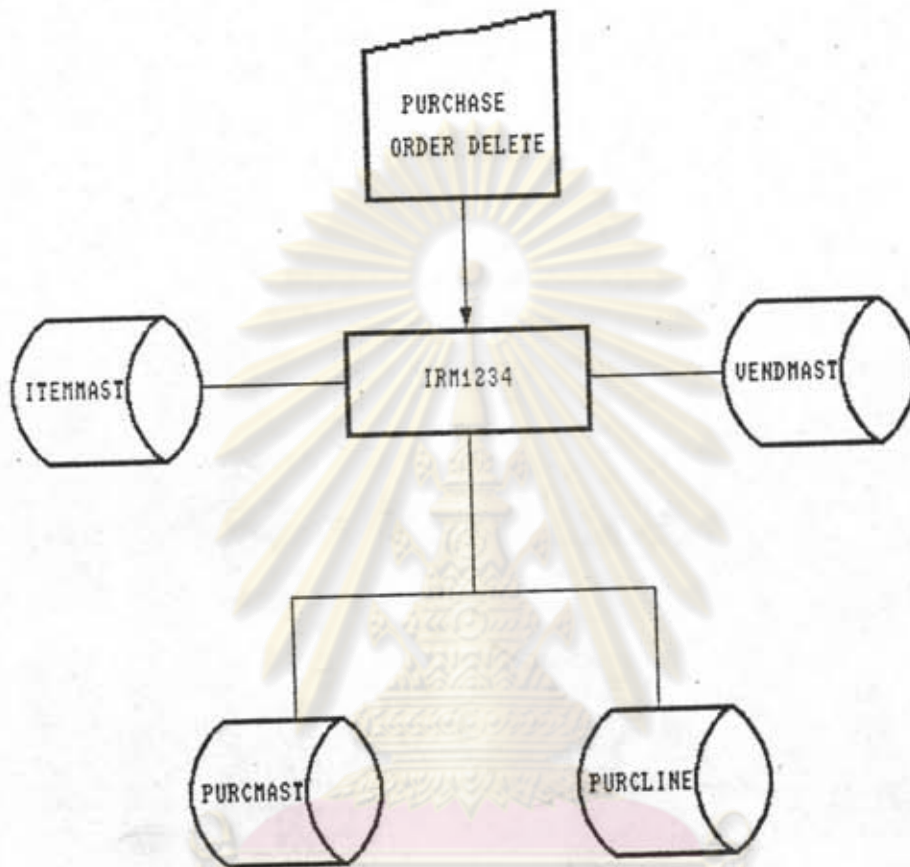 PURCHASE
ORDER DELETE
ITEMMAST
IRM1234
VENDMAST
PURCMAST
PURCLINE